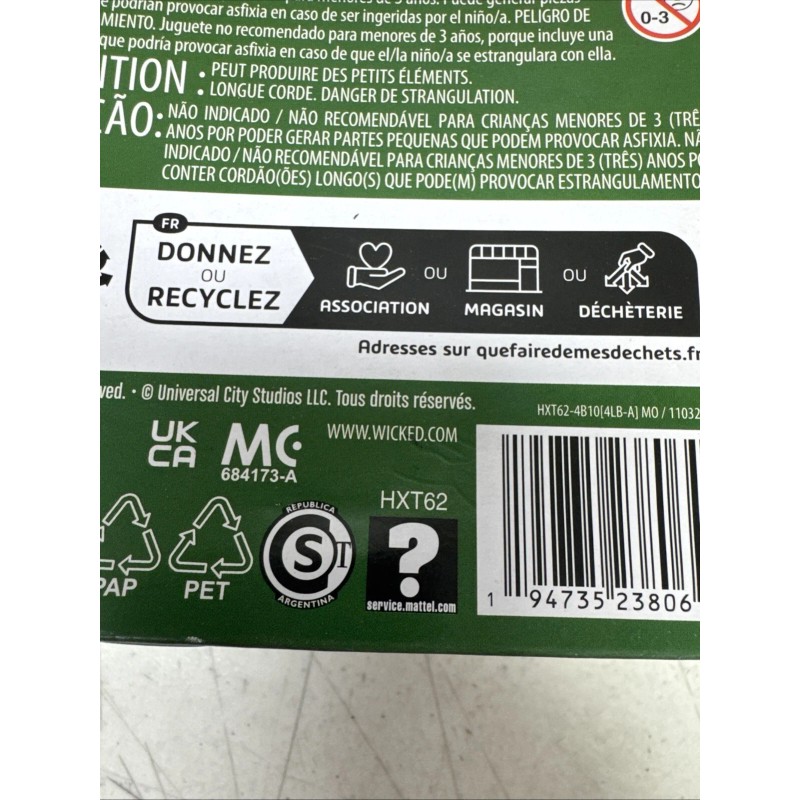 podrían provocar asfixia en caso de ser ingeridas por el niño/a. PELIGRO DE
MIENTO. Juguete no recomendado para menores de 3 años, porque incluye una
que podría provocar asfixia en caso de que el/la niño/a se estrangulara con ella.
0-3
NTION : PEUT PRODUIRE DES PETITS ÉLÉMENTS.
LONGUE CORDE. DANGER DE STRANGULATION.
ÇÃO: NÃO INDICADO / NÃO RECOMENDÁVEL PARA CRIANÇAS MENORES DE 3 (TRÊ
ANOS POR PODER GERAR PARTES PEQUENAS QUE PODEM PROVOCAR ASFIXIA. NÃ
INDICADO / NÃO RECOMENDÁVEL PARA CRIANÇAS MENORES DE 3 (TRÊS) ANOS PO
CONTER CORDÃO(ÕES) LONGO(S) QUE PODE(M) PROVOCAR ESTRANGULAMENTO
FR
DONNEZ
OU
RECYCLEZ
ASSOCIATION
OU
MAGASIN
OU
DÉCHÈTERIE
Adresses sur quefairedemesdechets.fr
ved. • © Universal City Studios LLC. Tous droits réservés.
HXT62-4B10[4LB-A] MO / 11032
UK
CA
MC
684173-A
WWW.WICKED.COM
PAP
PET
REPUBLICA
S T
ARGENTINA
HXT62
?
service.mattel.com
1 94735 23806